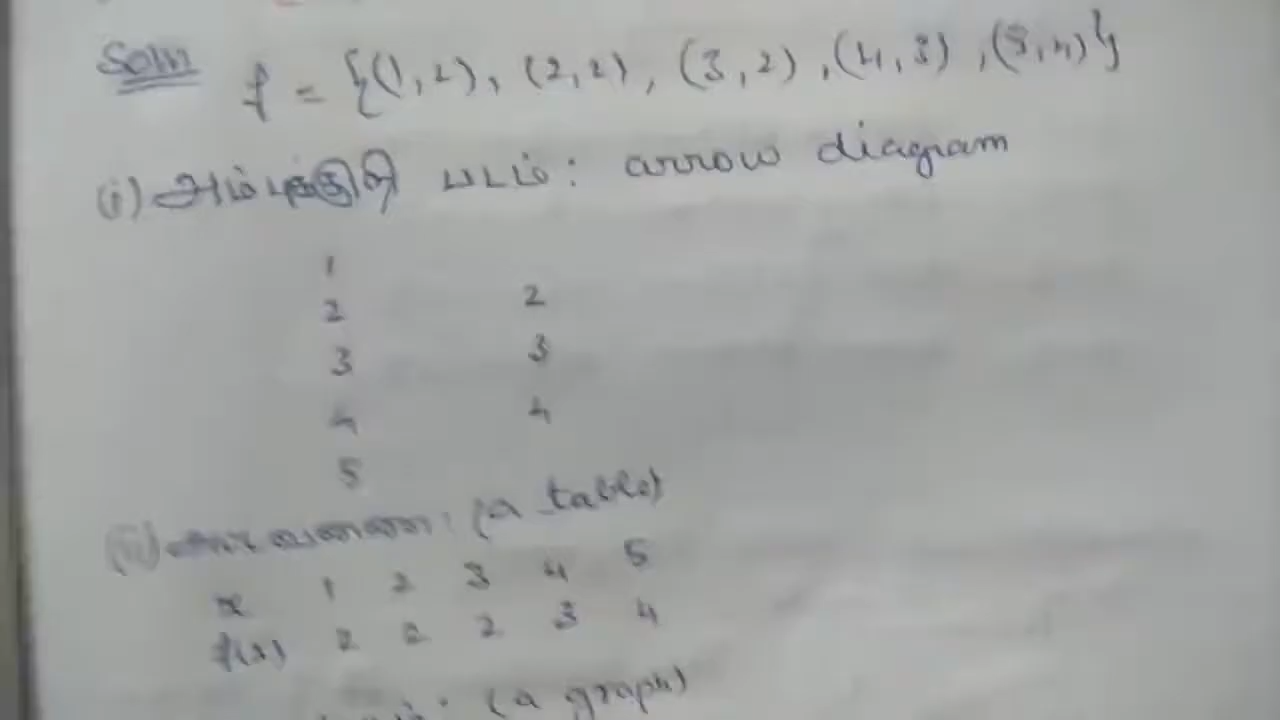 Soln f = {(1,2), (2,2), (3,2), (4,3), (5,4)}
(i) அம்புக்குறி படம்: arrow diagram
1
2 2
3 3
4 4
5
(ii) அட்டவணை: (a table)
x 1 2 3 4 5
f(x) 2 2 2 3 4
(a graph)